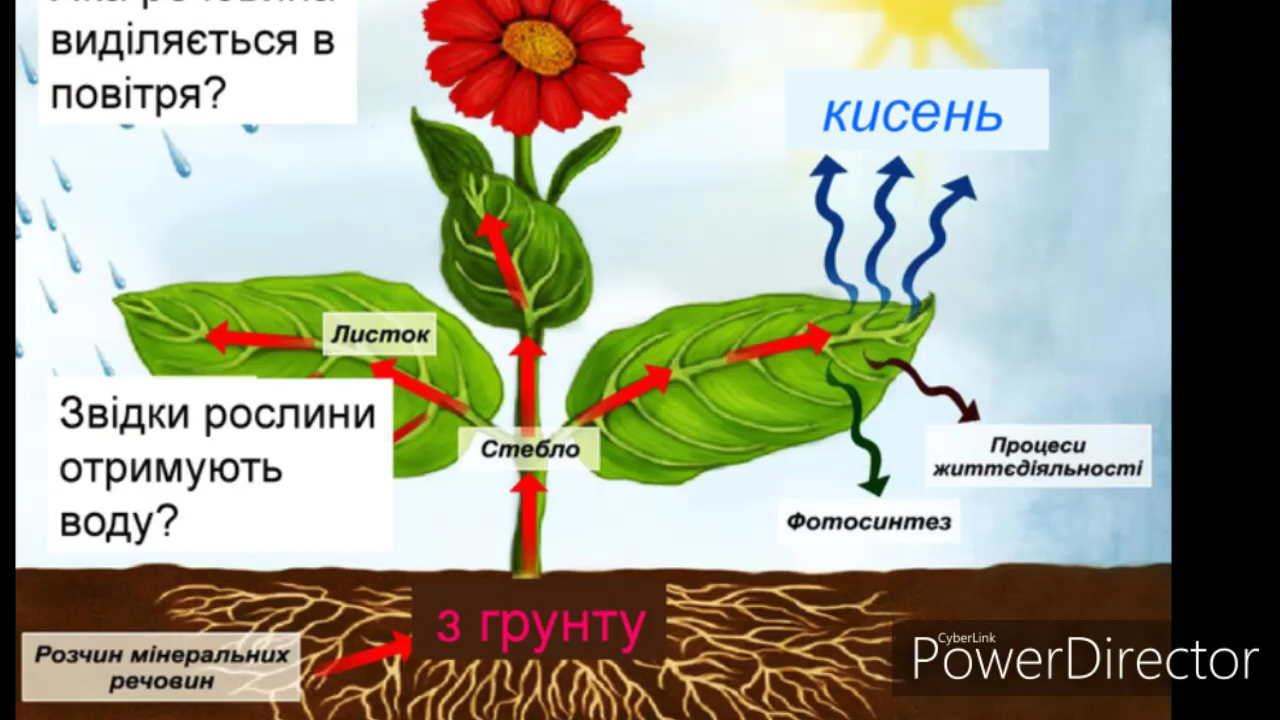 виділяється в
повітря?
кисень
Листок
Звідки рослини
отримують
воду?
Стебло
Процеси
життєдіяльності
Фотосинтез
з грунту
Розчин мінеральних
речовин
CyberLink
PowerDirector